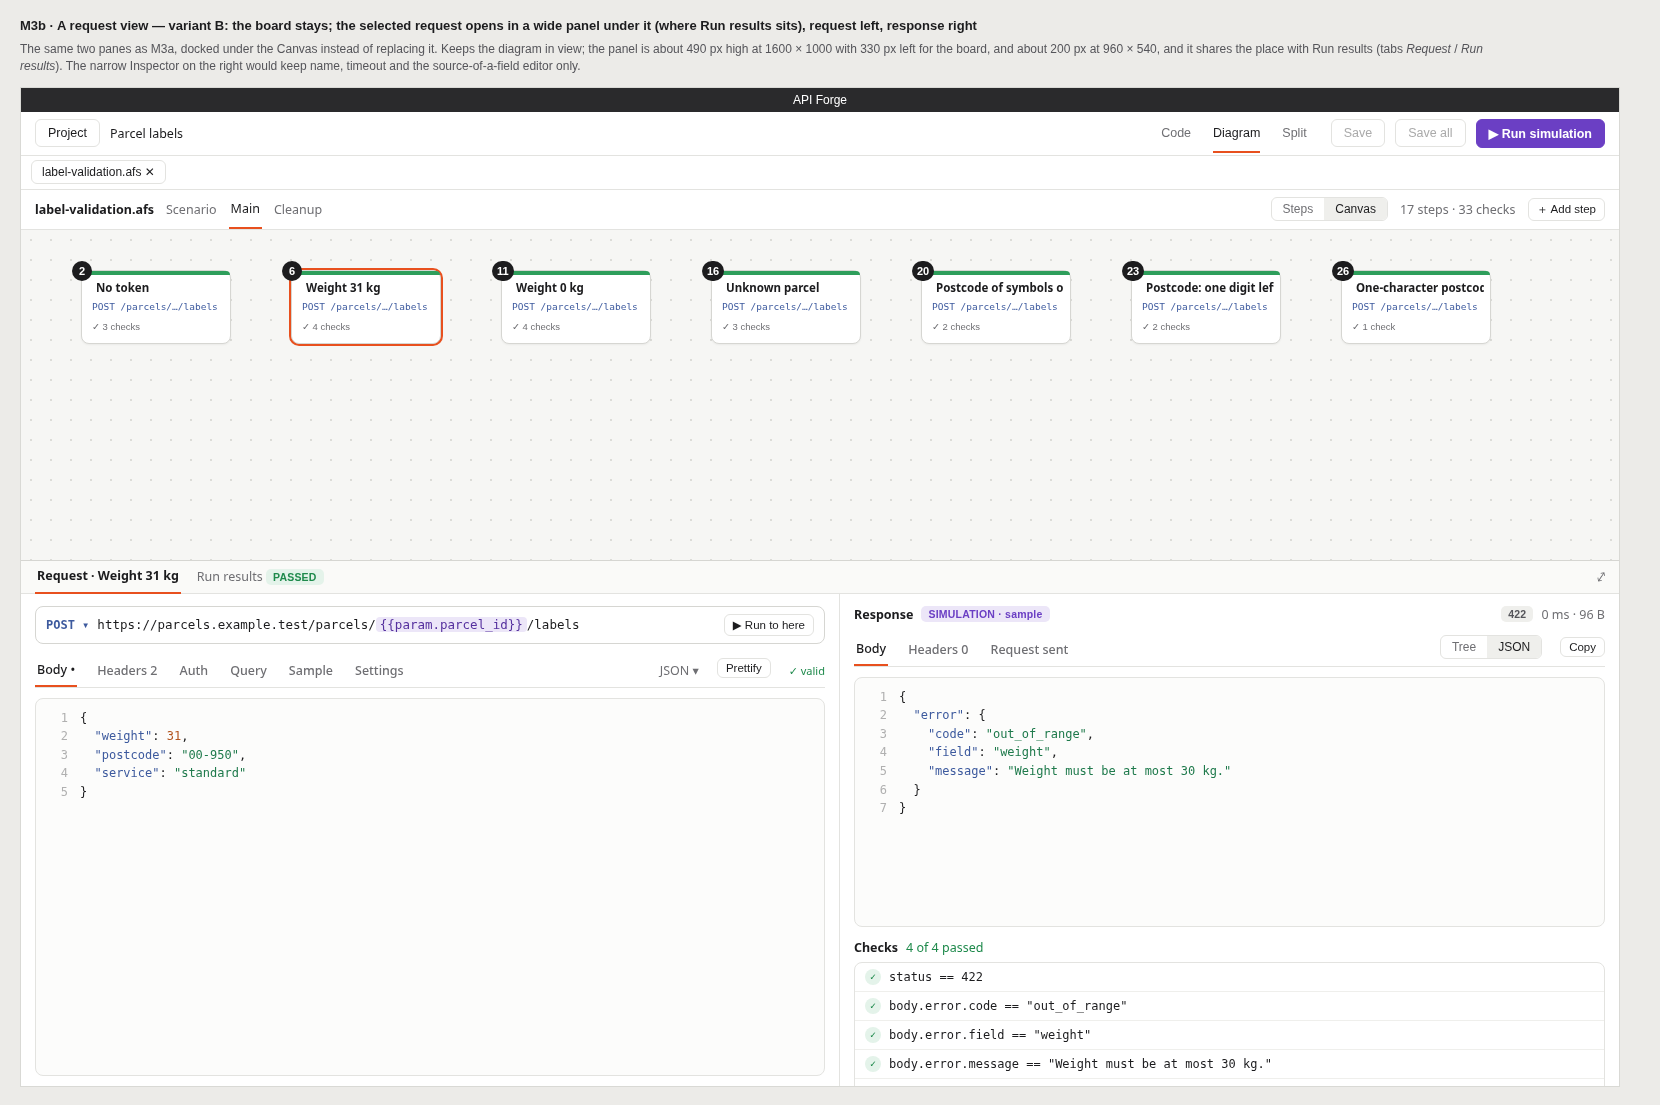 M3b · A request view — variant B: the board stays; the selected request opens in a wide panel under it (where Run results sits), request left, response right
The same two panes as M3a, docked under the Canvas instead of replacing it. Keeps the diagram in view; the panel is about 490 px high at 1600 × 1000 with 330 px left for the board, and about 200 px at 960 × 540, and it shares the place with Run results (tabs Request / Run
results). The narrow Inspector on the right would keep name, timeout and the source-of-a-field editor only.
API Forge
Project Parcel labels Code Diagram Split Save Save all ▶ Run simulation
label-validation.afs ✕
label-validation.afs Scenario Main Cleanup Steps Canvas 17 steps · 33 checks + Add step
2 6 11 16 20 23 26
No token Weight 31 kg Weight 0 kg Unknown parcel Postcode of symbols o Postcode: one digit lef One-character postcoc
POST /parcels/…/labels POST /parcels/…/labels POST /parcels/…/labels POST /parcels/…/labels POST /parcels/…/labels POST /parcels/…/labels POST /parcels/…/labels
✓ 3 checks ✓ 4 checks ✓ 4 checks ✓ 3 checks ✓ 2 checks ✓ 2 checks ✓ 1 check
Request · Weight 31 kg Run results PASSED ⤢
POST ▾ https://parcels.example.test/parcels/{{param.parcel_id}}/labels ▶ Run to here
Body • Headers 2 Auth Query Sample Settings JSON ▾ Prettify ✓ valid
1 {
2 "weight": 31,
3 "postcode": "00-950",
4 "service": "standard"
5 }
Response SIMULATION · sample 422 0 ms · 96 B
Body Headers 0 Request sent Tree JSON Copy
1 {
2 "error": {
3 "code": "out_of_range",
4 "field": "weight",
5 "message": "Weight must be at most 30 kg."
6 }
7 }
Checks 4 of 4 passed
✓ status == 422
✓ body.error.code == "out_of_range"
✓ body.error.field == "weight"
✓ body.error.message == "Weight must be at most 30 kg."